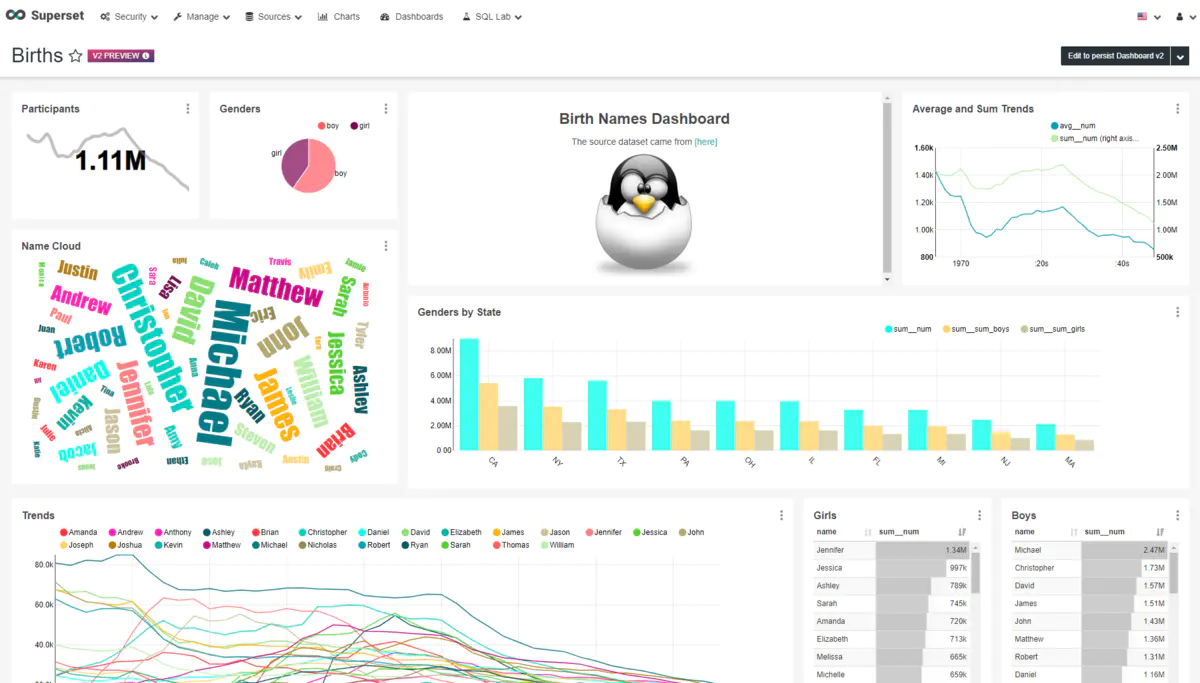 Superset Security Manage Sources Charts Dashboards SQL Lab
Births V2 PREVIEW Edit to persist Dashboard v2
Participants
1.11M
Genders
boy girl
girl
boy
Birth Names Dashboard
The source dataset came from [here]
Average and Sum Trends
avg__num
sum__num (right axis...
1.60k 2.50M
1.40k 2.00M
1.20k 1.50M
1.00k 1.00M
800 500k
1970 '20s '40s
Name Cloud
Monica
Justin
Andrew
Paul
Juan
Robert
Karen
Daniel
Tina
Kevin
Alicia
Julie
Katie
Jacob
Jason
Jennifer
Brooke
Christopher
Sara
Lisa
Julia
Caleb
David
Anna
Amy
Ethan
Jose
Michael
Matthew
Travis
Emily
Jamie
Antonio
Sarah
Eric
John
Tyler
Jessica
Ashley
William
James
Leslie
Ryan
Steven
Kayla
Austin
Brian
Cody
Craig
Genders by State
sum__num sum__sum_boys sum__sum_girls
8.00M
6.00M
4.00M
2.00M
0.00
CA NY TX PA OH IL FL MI NJ MA
Trends
Amanda Andrew Anthony Ashley Brian Christopher Daniel David Elizabeth James Jason Jennifer Jessica John
Joseph Joshua Kevin Matthew Michael Nicholas Robert Ryan Sarah Thomas William
80.0k
60.0k
40.0k
Girls
name sum__num
Jennifer 1.34M
Jessica 997k
Ashley 789k
Sarah 745k
Amanda 720k
Elizabeth 713k
Melissa 665k
Michelle 659k
Boys
name sum__num
Michael 2.47M
Christopher 1.73M
David 1.57M
James 1.51M
John 1.43M
Matthew 1.36M
Robert 1.31M
Daniel 1.16M